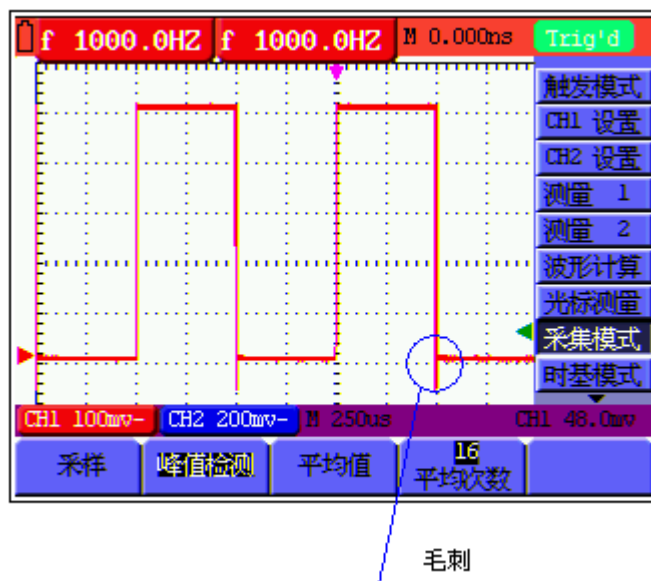 f 1000.0HZ f 1000.0HZ M 0.000ns Trig'd
触发模式
CH1 设置
CH2 设置
测量 1
测量 2
波形计算
光标测量
采集模式
时基模式
CH1 100mv- CH2 200mv- M 250us CH1 48.0mv
采样 峰值检测 平均值 16
平均次数
毛刺